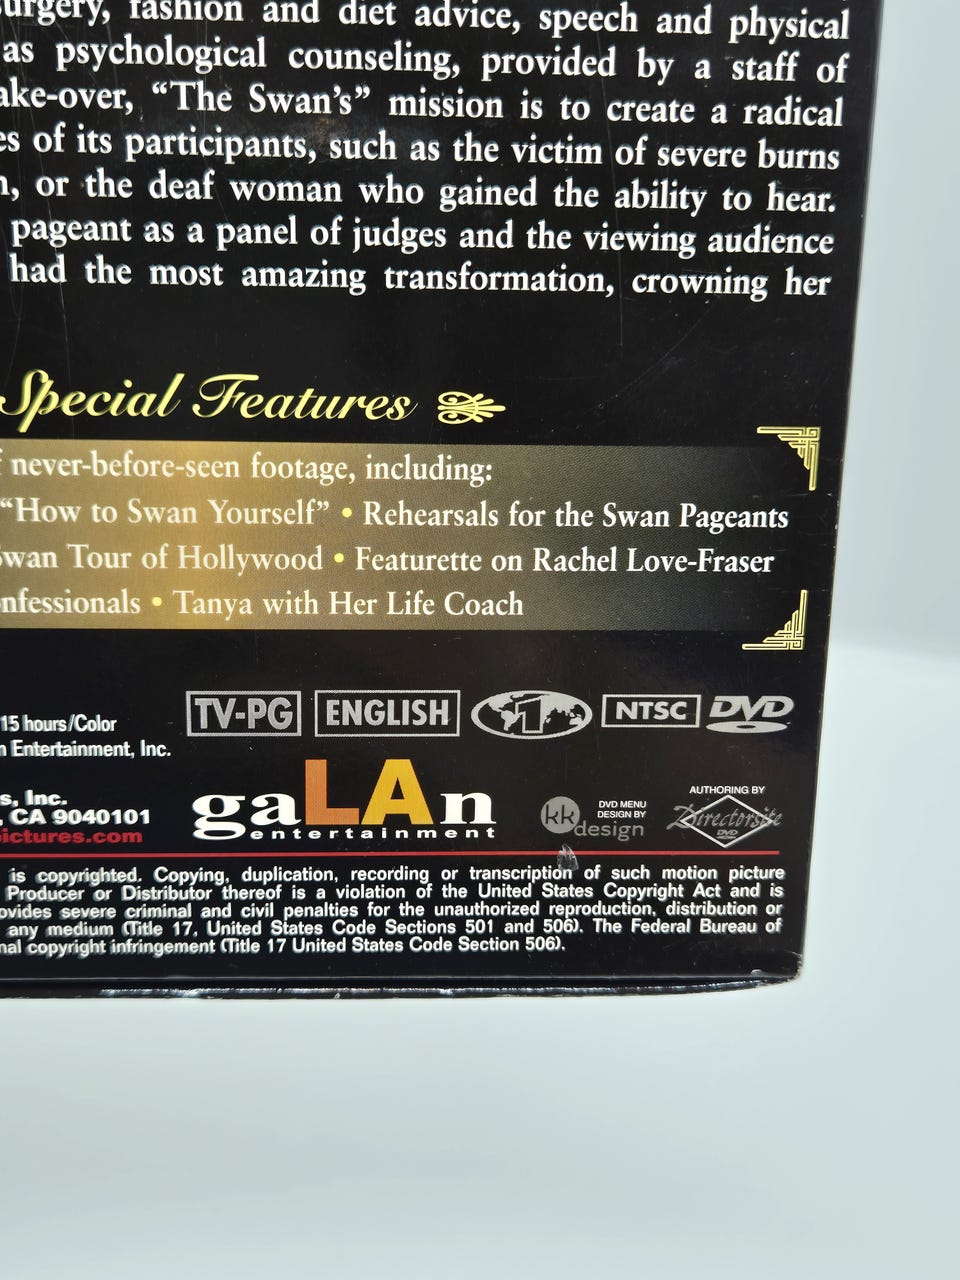 surgery, fashion and diet advice, speech and physical
as psychological counseling, provided by a staff of
ake-over, “The Swan’s” mission is to create a radical
es of its participants, such as the victim of severe burns
n, or the deaf woman who gained the ability to hear.
pageant as a panel of judges and the viewing audience
had the most amazing transformation, crowning her
Special Features
f never-before-seen footage, including:
“How to Swan Yourself” • Rehearsals for the Swan Pageants
Swan Tour of Hollywood • Featurette on Rachel Love-Fraser
nfessionals • Tanya with Her Life Coach
TV-PG ENGLISH 1 NTSC DVD
15 hours/Color
n Entertainment, Inc.
s, Inc.
, CA 9040101
ictures.com
gaLAn
entertainment
kk design
DVD MENU
DESIGN BY
AUTHORING BY
Directorsite
DVD
is copyrighted. Copying, duplication, recording or transcription of such motion picture
Producer or Distributor thereof is a violation of the United States Copyright Act and is
ovides severe criminal and civil penalties for the unauthorized reproduction, distribution or
any medium (Title 17, United States Code Sections 501 and 506). The Federal Bureau of
nal copyright infringement (Title 17 United States Code Section 506).